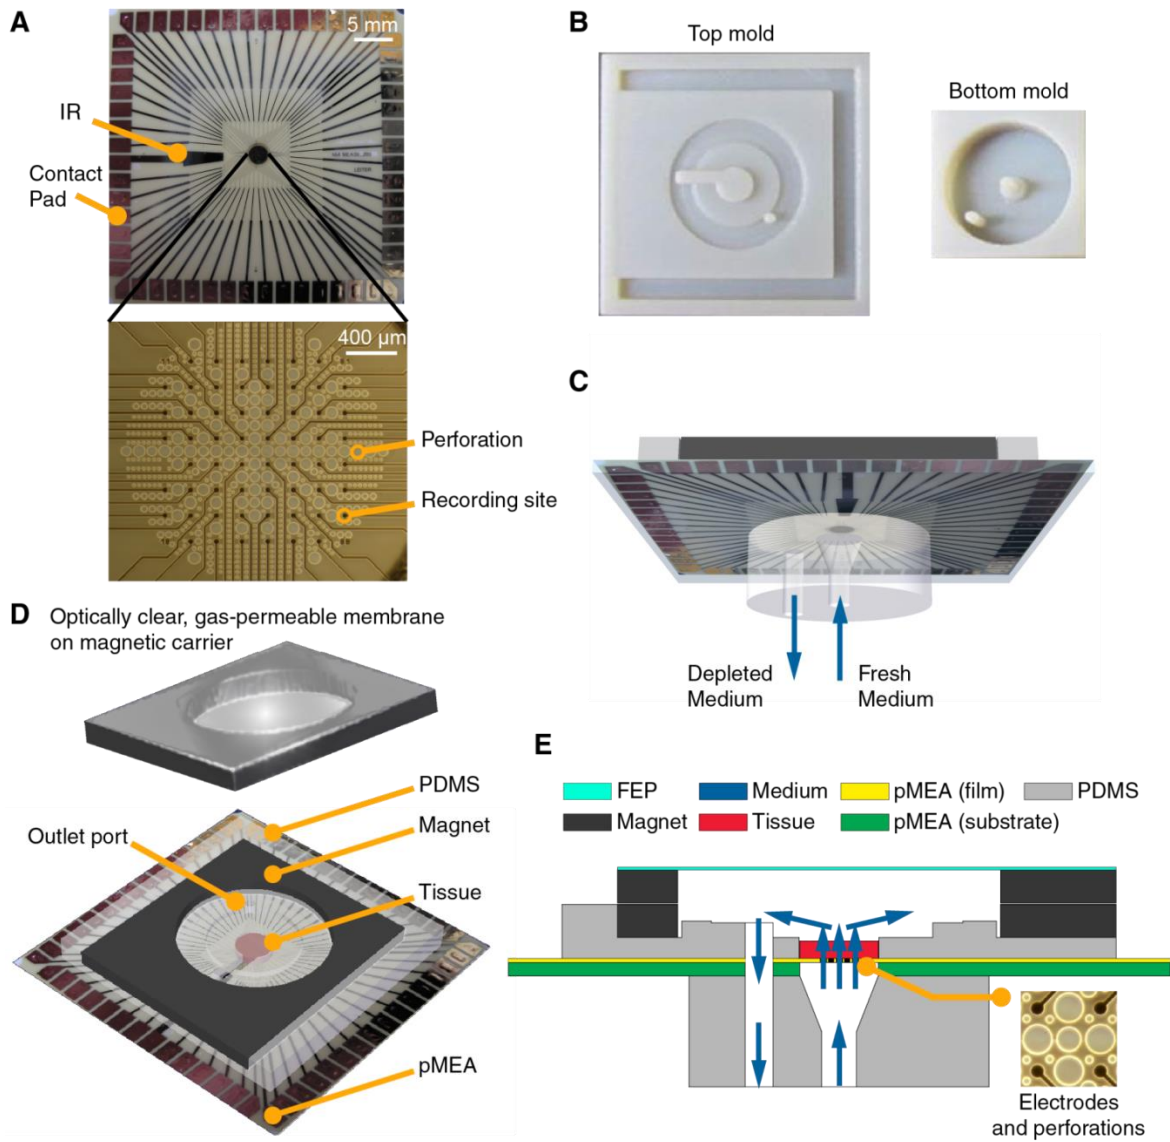 A
5 mm
IR
Contact
Pad
400 µm
Perforation
Recording site
B
Top mold
Bottom mold
C
Depleted
Medium
Fresh
Medium
D
Optically clear, gas-permeable membrane
on magnetic carrier
PDMS
Magnet
Outlet port
Tissue
pMEA
E
FEP
Medium
pMEA (film)
PDMS
Magnet
Tissue
pMEA (substrate)
Electrodes
and perforations